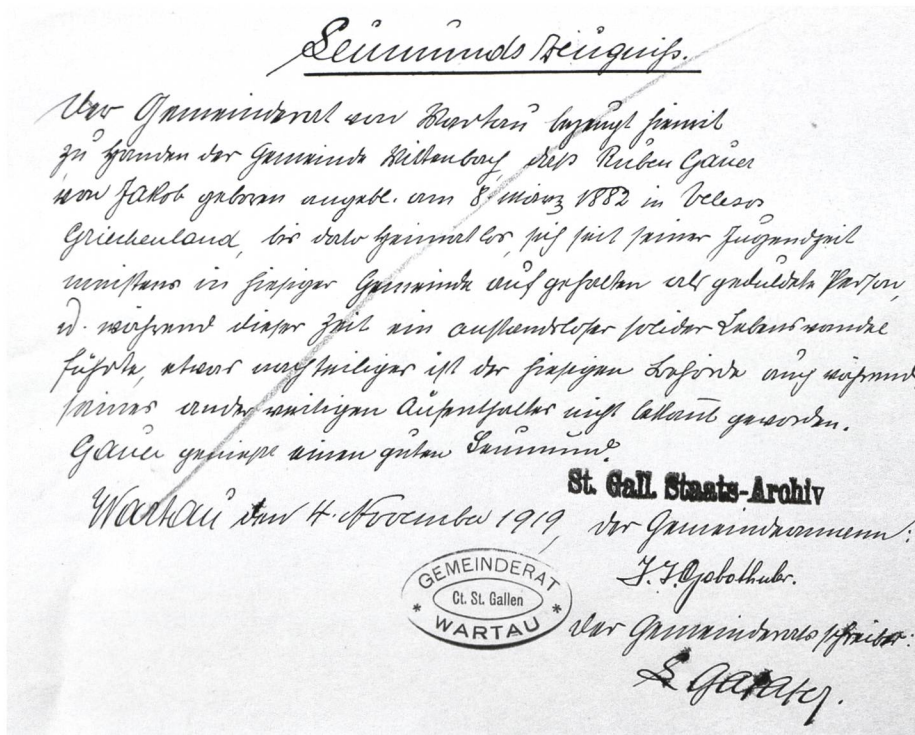 Leumunds Zeugniß.
Der Gemeinderat von Wartau bezeugt hiemit
zu Handen der Gemeinde Wittenbach, daß Ruben Gauer
von Jakob geboren angebl. am 8. März 1882 in Velesos
Griechenland, bis dato Heimatlos, sich seit seiner Jugendzeit
meistens in hiesiger Gemeinde aufgehalten als geduldete Person,
u. während dieser Zeit ein anstandsloser solider Lebenswandel
führte, etwas nachteiliges ist der hiesigen Behörde auch während
seines anderweitigen Aufenthaltes nicht bekannt geworden.
Gauer genießt einen guten Leumund.
St. Gall. Staats-Archiv
Wartau den 4. November 1919,
der Gemeindeammann:
J. J. Gabathuler.
GEMEINDERAT
Ct. St. Gallen
* WARTAU *
der Gemeinderatsschreiber: